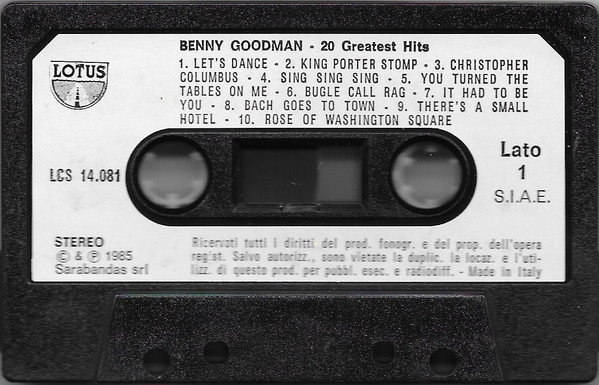 BENNY GOODMAN - 20 Greatest Hits
LOTUS
1. LET'S DANCE - 2. KING PORTER STOMP - 3. CHRISTOPHER
COLUMBUS - 4. SING SING SING - 5. YOU TURNED THE
TABLES ON ME - 6. BUGLE CALL RAG - 7. IT HAD TO BE
YOU - 8. BACH GOES TO TOWN - 9. THERE'S A SMALL
HOTEL - 10. ROSE OF WASHINGTON SQUARE
LGS 14.081
Lato
1
S.I.A.E.
STEREO
© & ℗ 1985
Sarabandas srl
Ricervati tutti i diritti del prod. fonogr. e del prop. dell'opera
reg'st. Salvo autorizz., sono vietate la duplic. la locaz. e l'uti-
lizz. di questo prod. per pubbl. esec. e radiodiff. - Made in Italy